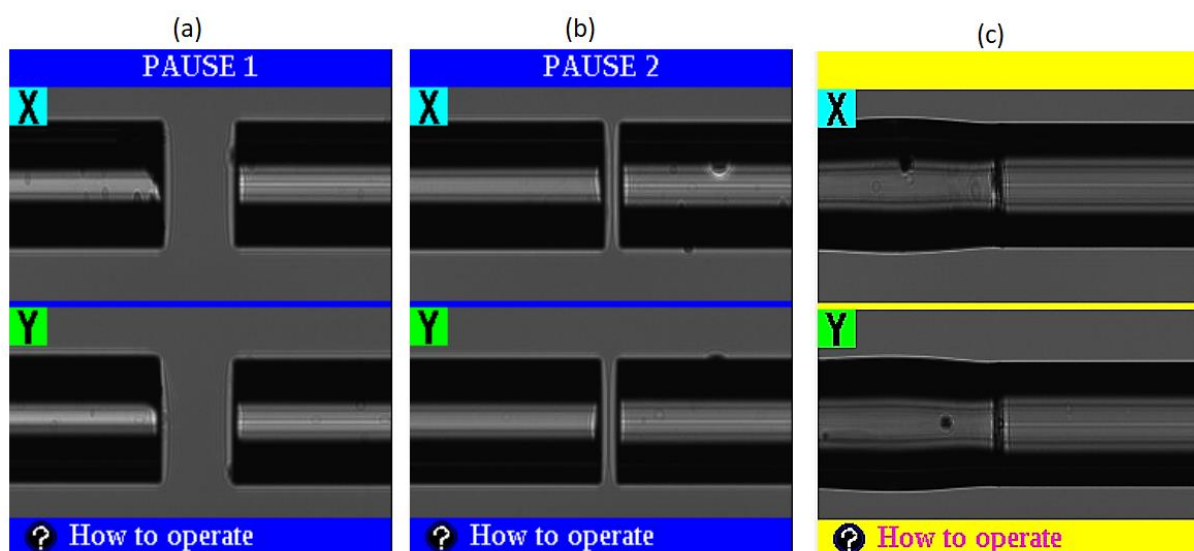 (a) (b) (c)
PAUSE 1 PAUSE 2
X X X
Y Y Y
? How to operate ? How to operate ? How to operate